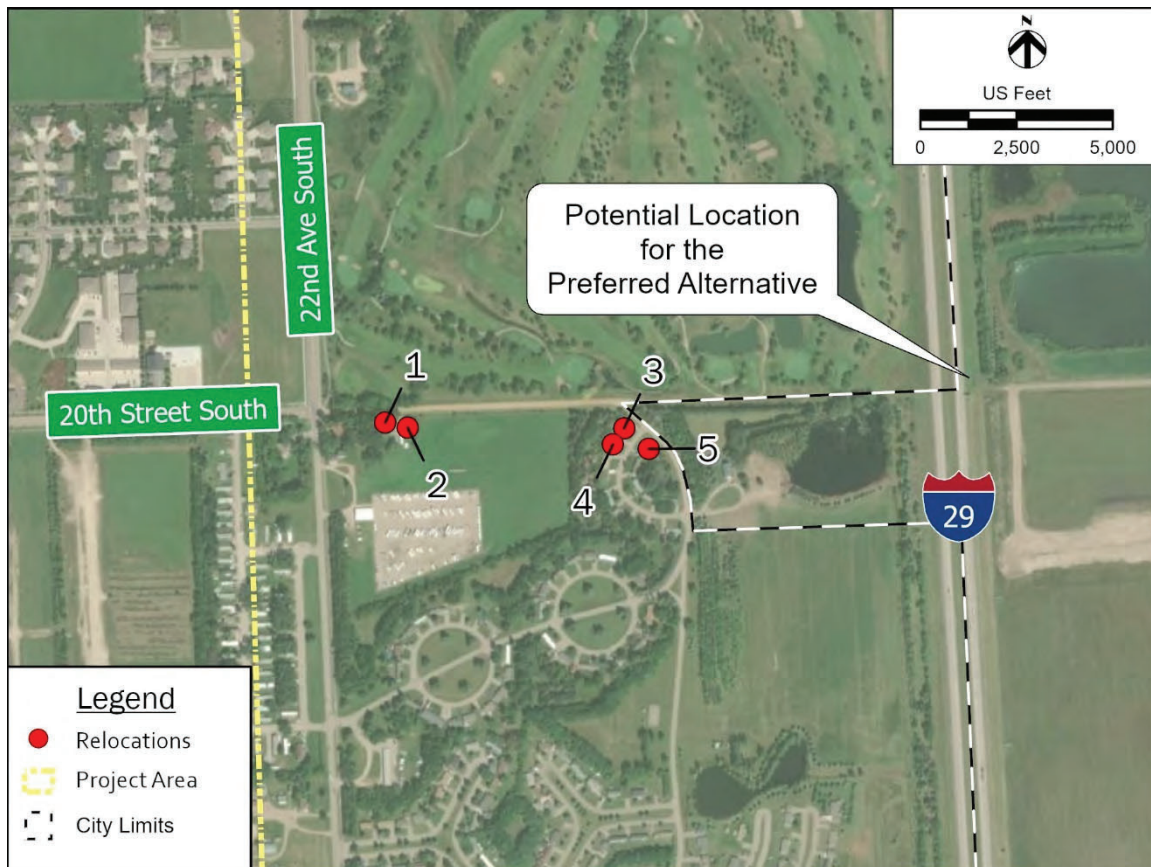 N
US Feet
0 2,500 5,000
Potential Location
for the
Preferred Alternative
22nd Ave South
20th Street South
1
2
3
4
5
29
Legend
Relocations
Project Area
City Limits